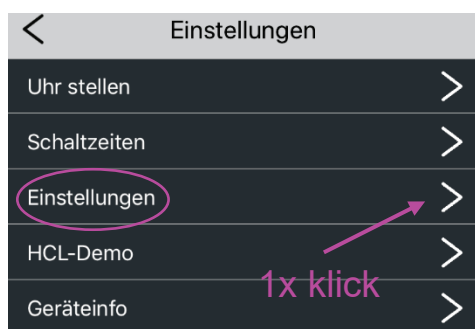 Einstellungen
Uhr stellen
Schaltzeiten
Einstellungen
HCL-Demo
1x klick
Geräteinfo